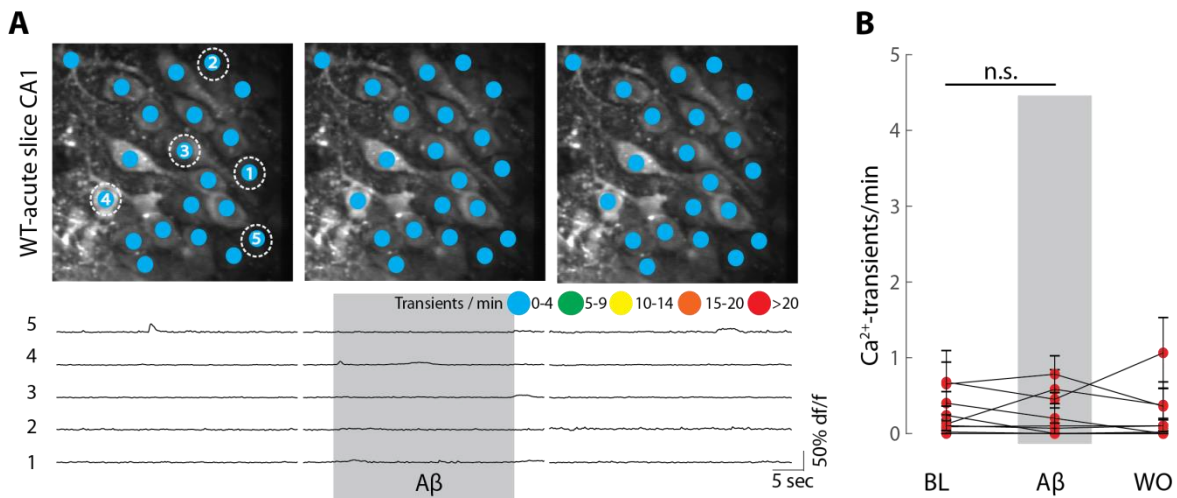 A
WT-acute slice CA1
2
3
1
4
5
Transients / min 0-4 5-9 10-14 15-20 >20
5
4
3
2
1
Aβ
50% df/f
5 sec
B
Ca²⁺-transients/min
5
4
3
2
1
0
n.s.
BL Aβ WO